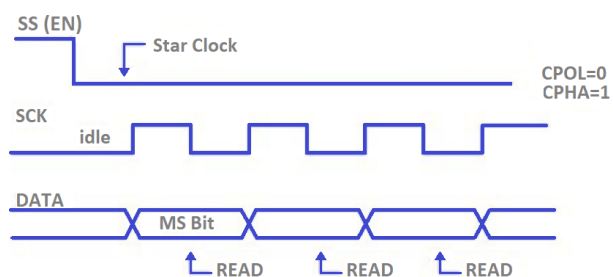 SS (EN)
Star Clock
CPOL=0
CPHA=1
SCK
idle
DATA
MS Bit
READ
READ
READ